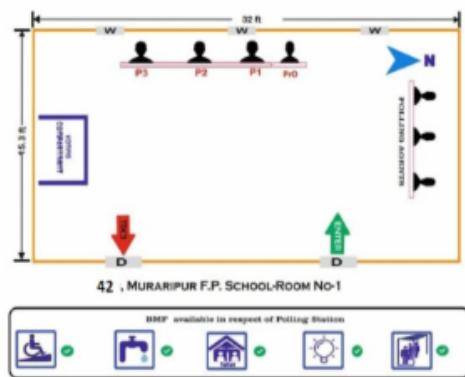 32 ft.
W W W
P3 P2 P1 PrO
N
15.3 ft
VOTING
COMPARTMENT
POLLING AGENTS
EXIT
ENTER
D D
42 , MURARIPUR F.P. SCHOOL-ROOM NO-1
BMF available in respect of Polling Station